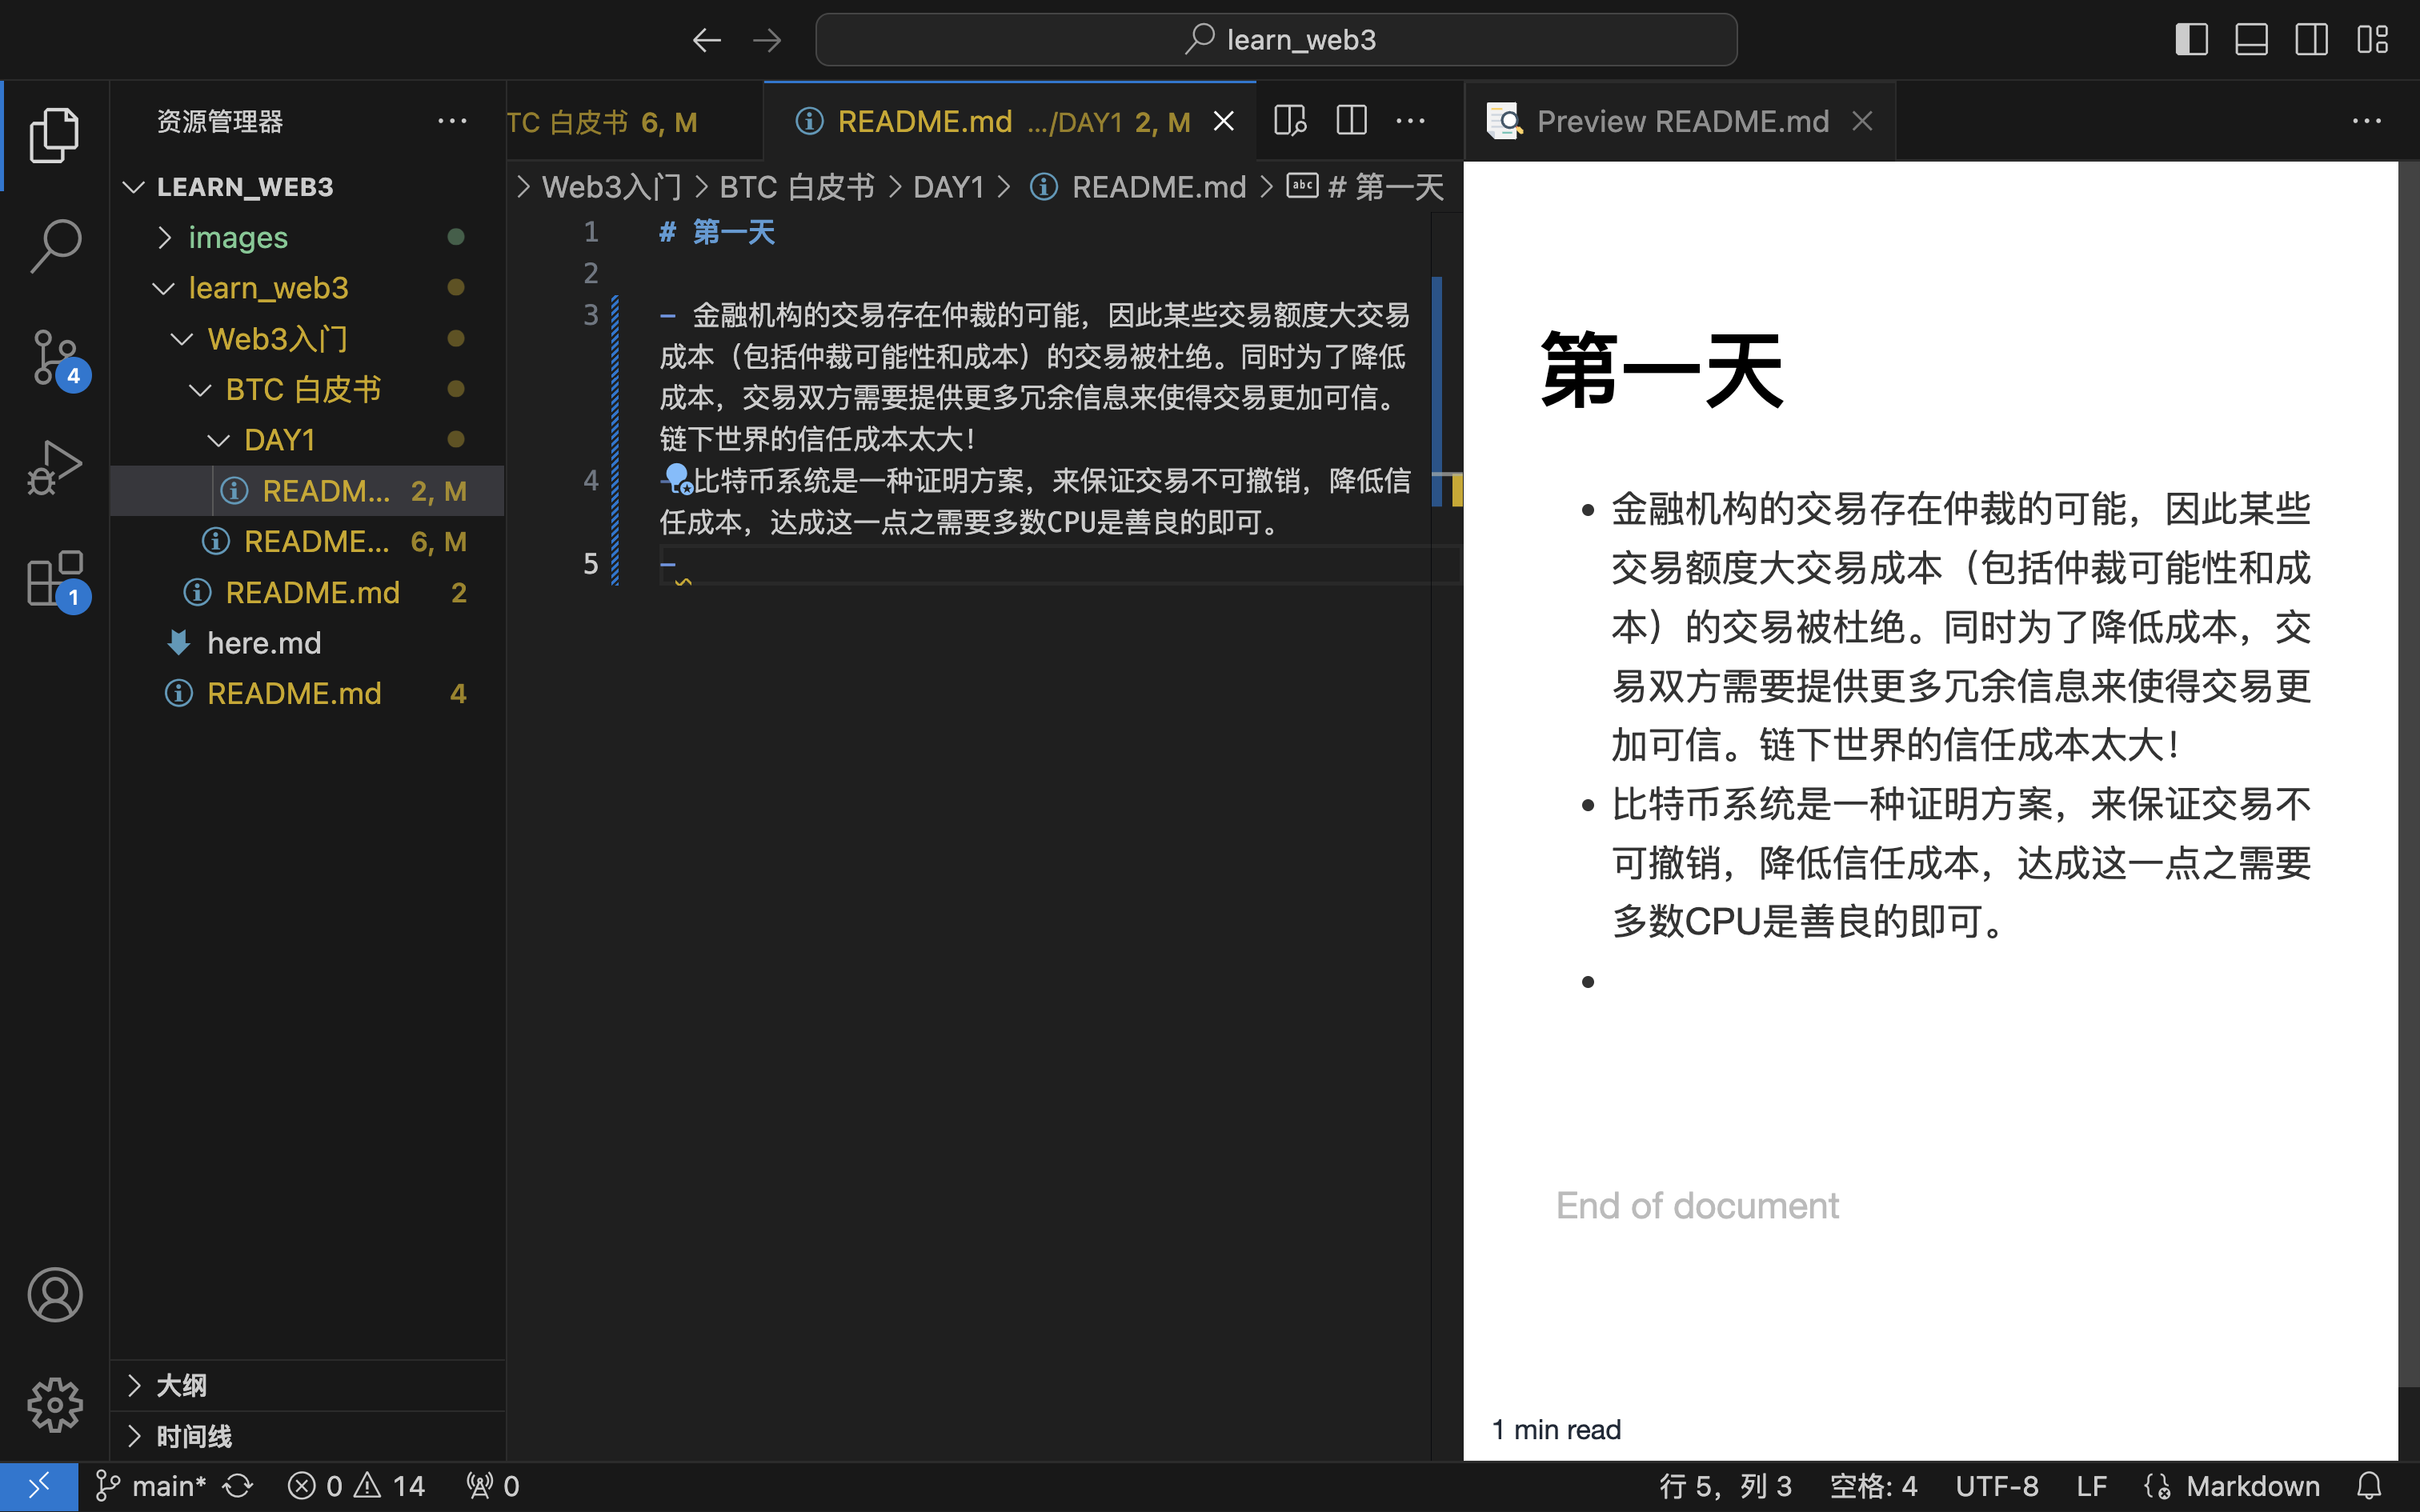 learn_web3
资源管理器
LEARN_WEB3
images
learn_web3
Web3入门
BTC 白皮书
DAY1
READM... 2, M
README... 6, M
README.md 2
here.md
README.md 4
4
1
大纲
时间线
TC 白皮书 6, M
README.md .../DAY1 2, M
Web3入门 > BTC 白皮书 > DAY1 > README.md > abc # 第一天
1 # 第一天
2
3 - 金融机构的交易存在仲裁的可能，因此某些交易额度大交易
成本（包括仲裁可能性和成本）的交易被杜绝。同时为了降低
成本，交易双方需要提供更多冗余信息来使得交易更加可信。
链下世界的信任成本太大！
4 - 比特币系统是一种证明方案，来保证交易不可撤销，降低信
任成本，达成这一点之需要多数CPU是善良的即可。
5 -
Preview README.md
第一天
• 金融机构的交易存在仲裁的可能，因此某些
交易额度大交易成本（包括仲裁可能性和成
本）的交易被杜绝。同时为了降低成本，交
易双方需要提供更多冗余信息来使得交易更
加可信。链下世界的信任成本太大！
• 比特币系统是一种证明方案，来保证交易不
可撤销，降低信任成本，达成这一点之需要
多数CPU是善良的即可。
•
End of document
1 min read
main* 0 14 0
行 5，列 3 空格: 4 UTF-8 LF Markdown